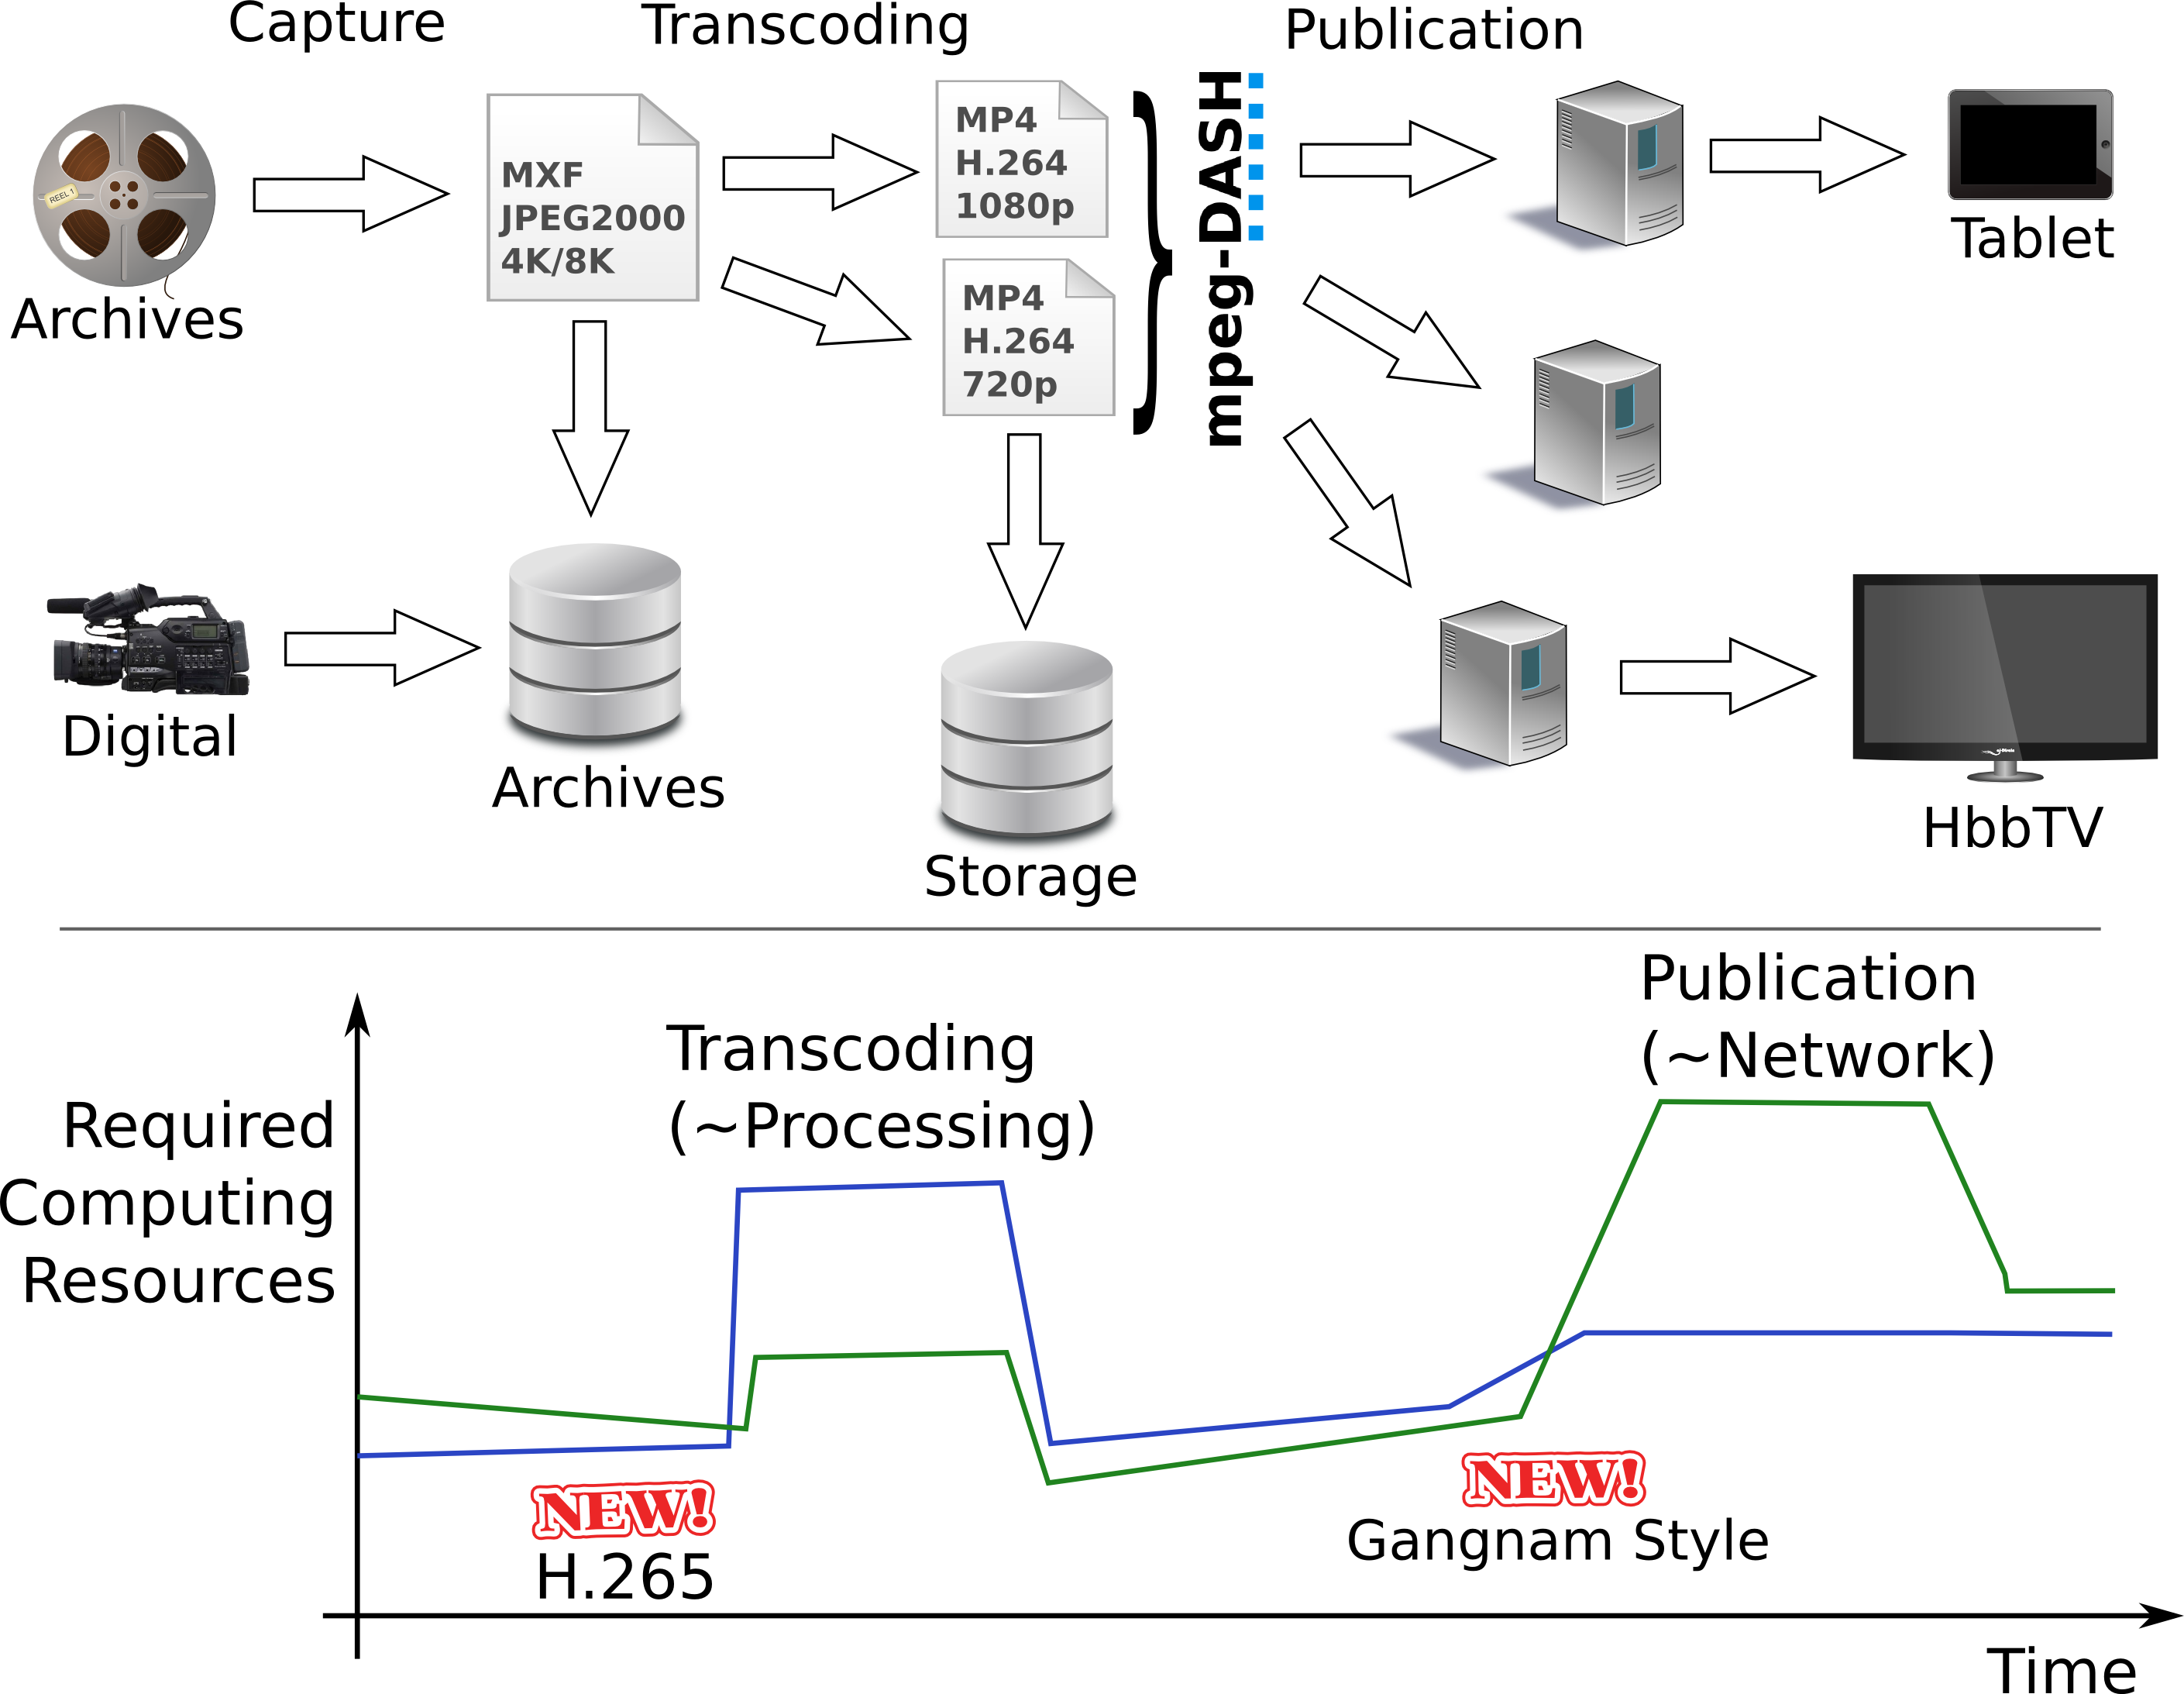 Capture
Transcoding
Publication
REEL 1
MXF
JPEG2000
4K/8K
MP4
H.264
1080p
MP4
H.264
720p
mpeg-DASH
Archives
Tablet
Digital
Archives
Storage
HbbTV
Required
Computing
Resources
Transcoding
(~Processing)
Publication
(~Network)
NEW!
H.265
NEW!
Gangnam Style
Time